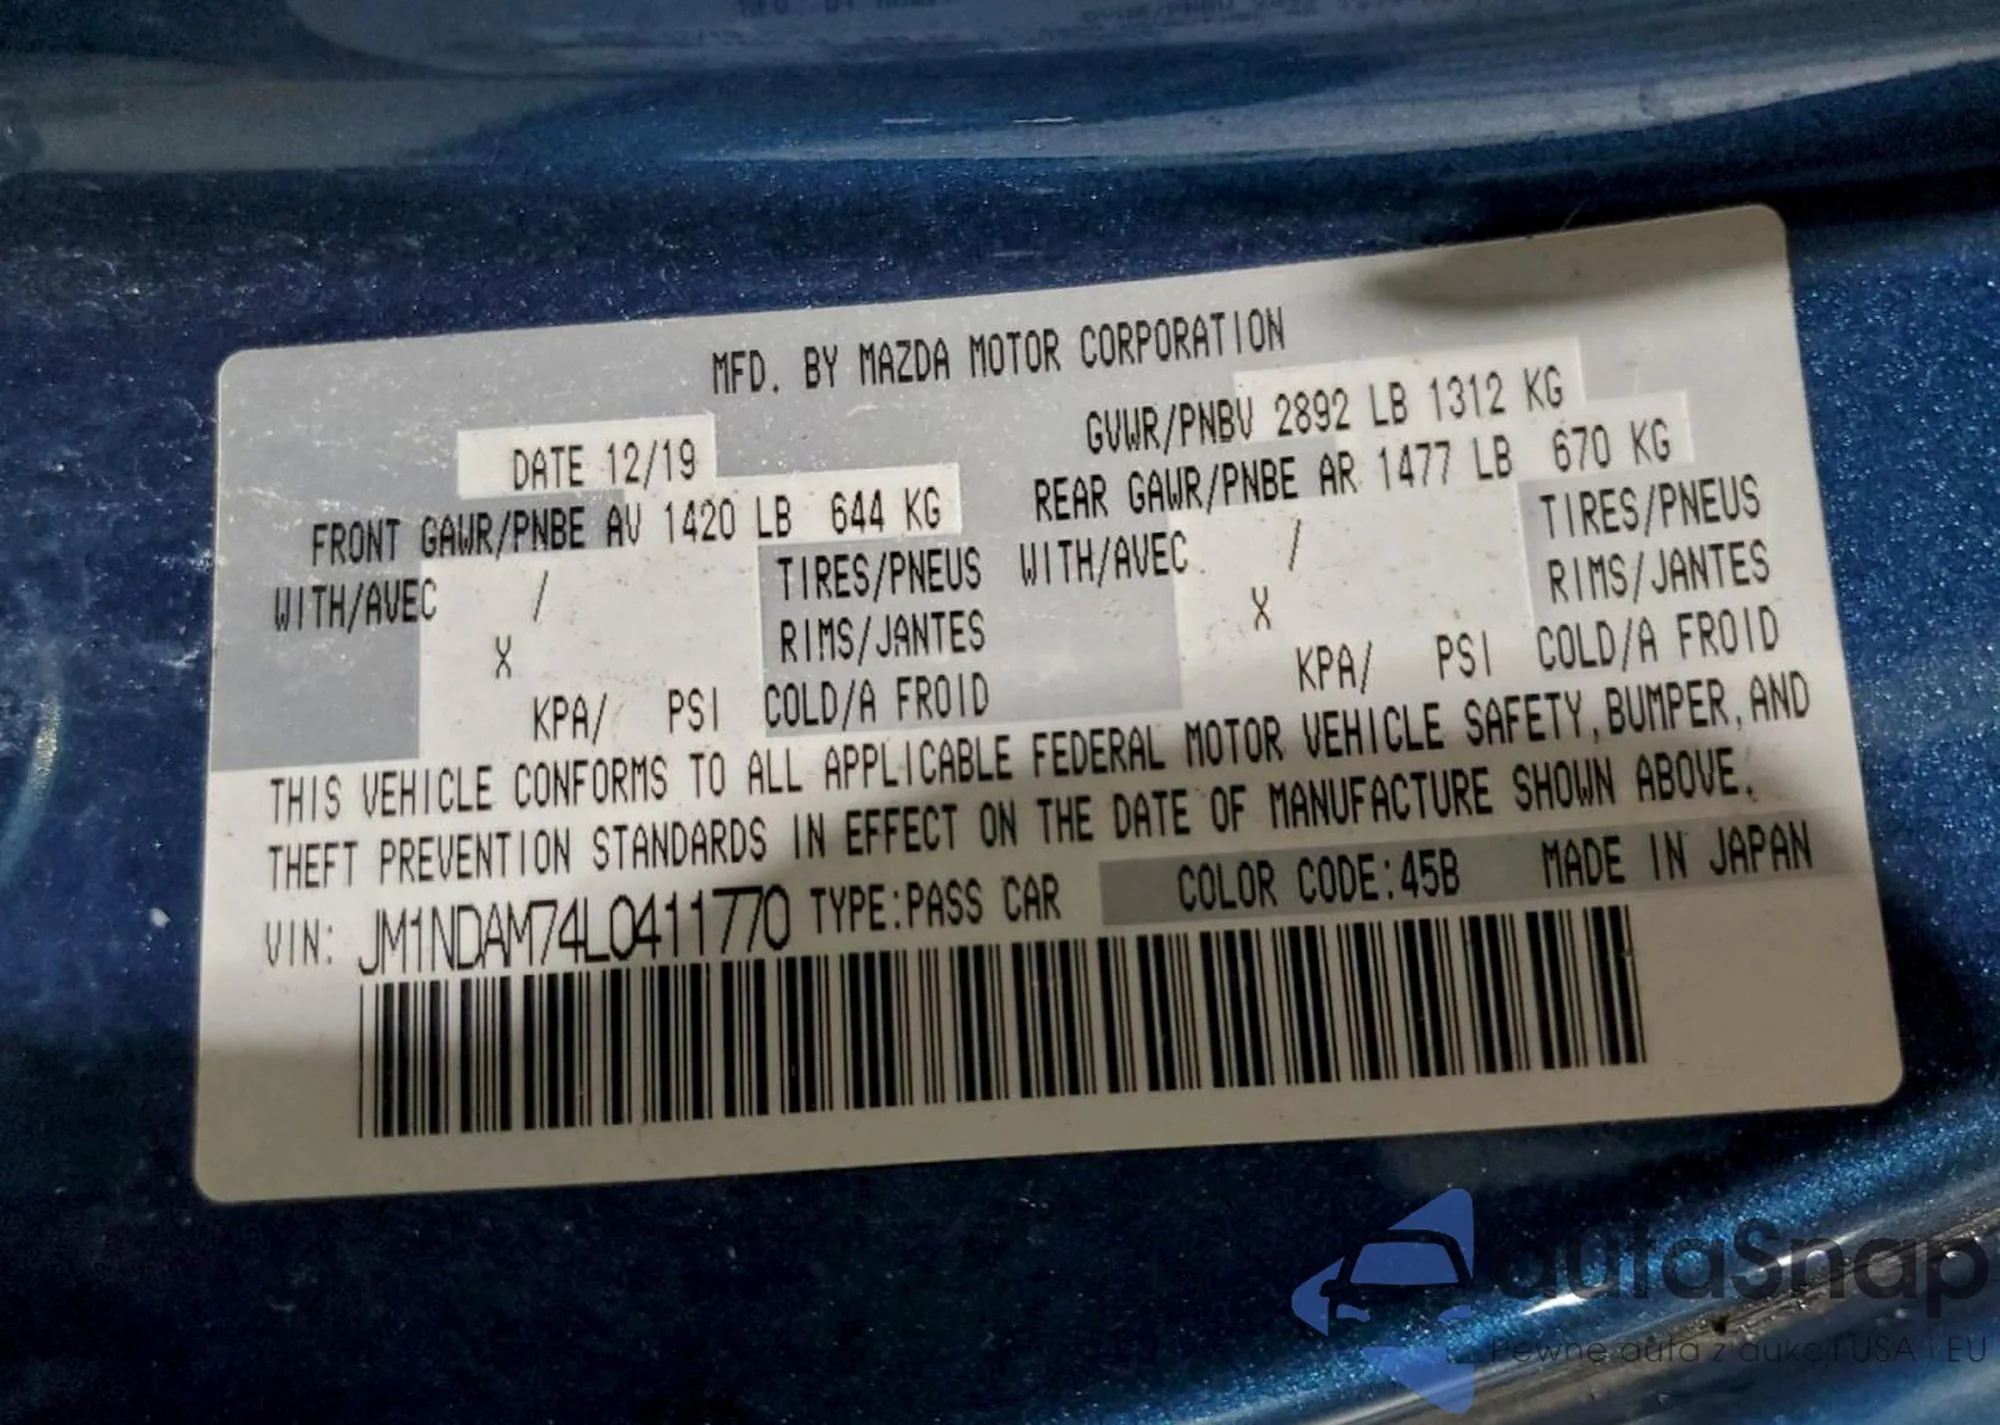 MFD. BY MAZDA MOTOR CORPORATION
DATE 12/19
GVWR/PNBV 2892 LB 1312 KG
FRONT GAWR/PNBE AV 1420 LB 644 KG
REAR GAWR/PNBE AR 1477 LB 670 KG
WITH/AVEC / TIRES/PNEUS
WITH/AVEC / TIRES/PNEUS
X RIMS/JANTES
X RIMS/JANTES
KPA/ PSI COLD/A FROID
KPA/ PSI COLD/A FROID
THIS VEHICLE CONFORMS TO ALL APPLICABLE FEDERAL MOTOR VEHICLE SAFETY, BUMPER, AND
THEFT PREVENTION STANDARDS IN EFFECT ON THE DATE OF MANUFACTURE SHOWN ABOVE.
VIN: JM1NDAM74L0411770 TYPE:PASS CAR COLOR CODE:45B MADE IN JAPAN
autaSnap
Pewne auta z aukcji USA i EU